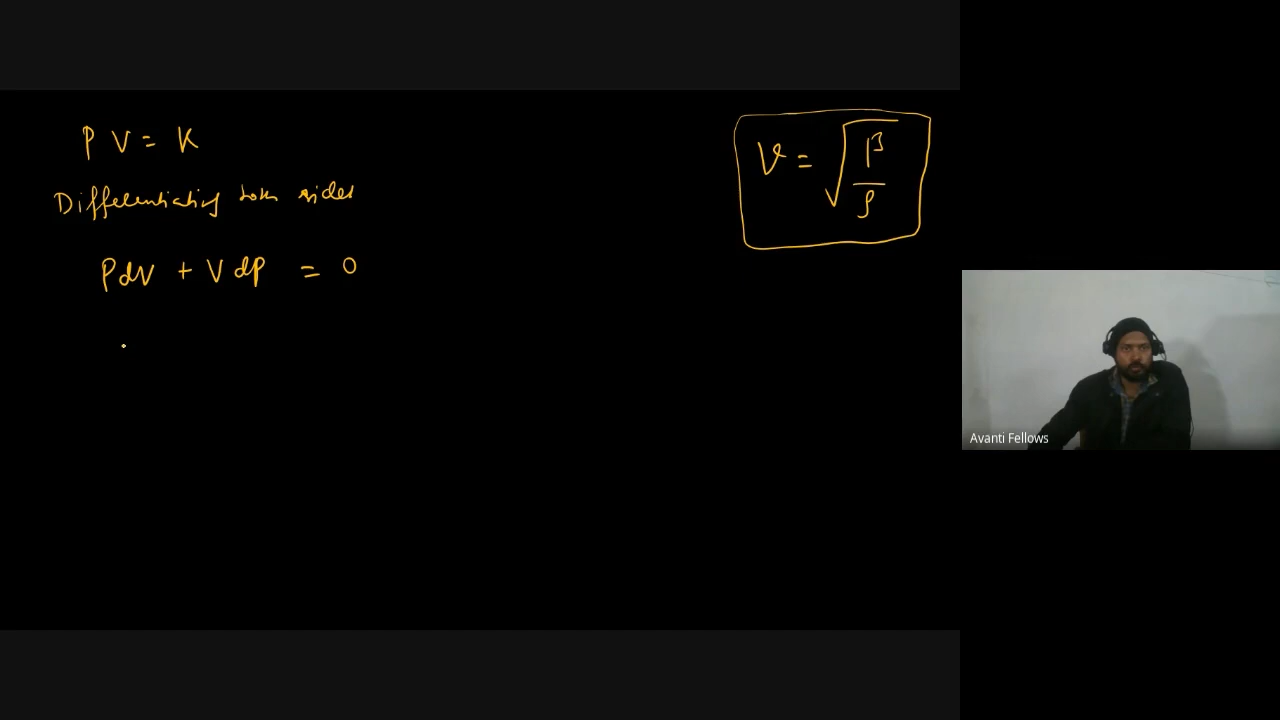 P V = K
Differentiating both sides
PdV + V dP = 0
v = √(β/ρ)
Avanti Fellows